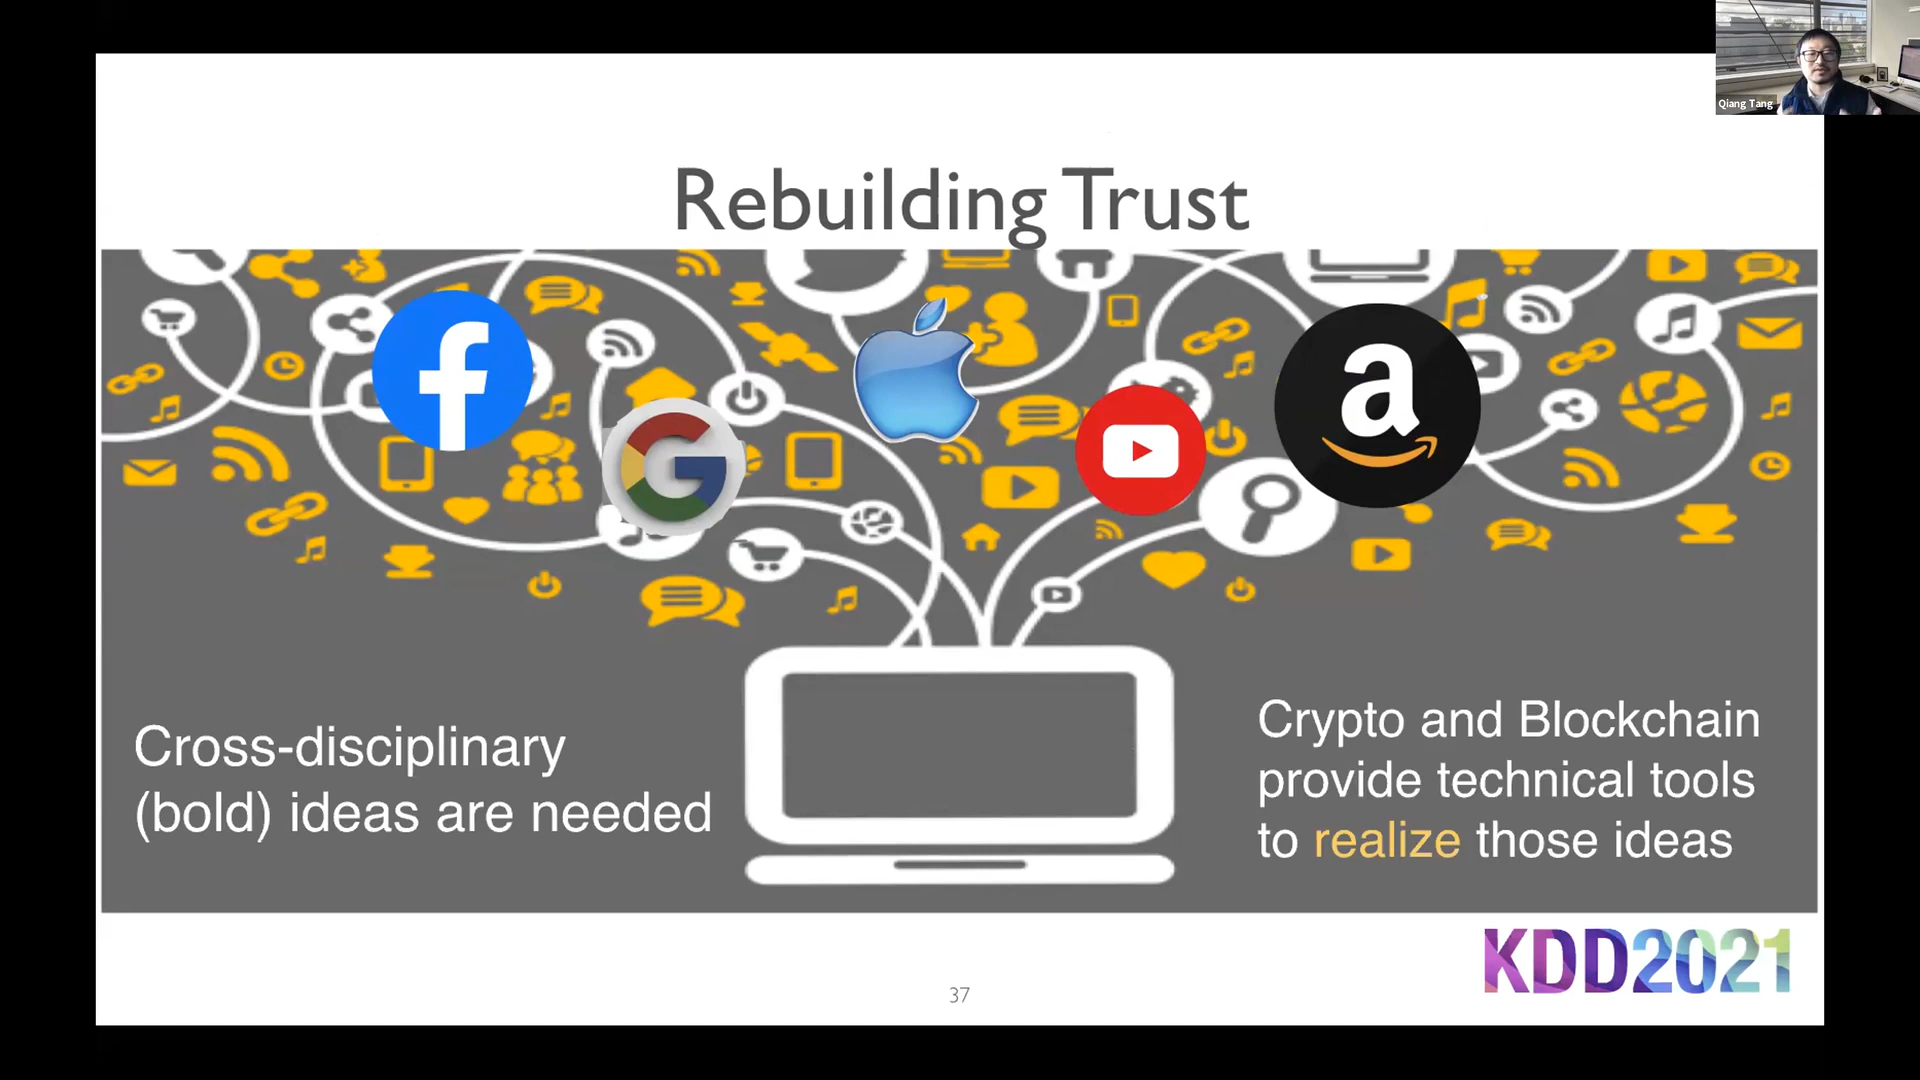 Qiang Tang
Rebuilding Trust
f
G
a
Cross-disciplinary
(bold) ideas are needed
Crypto and Blockchain
provide technical tools
to realize those ideas
KDD2021
37